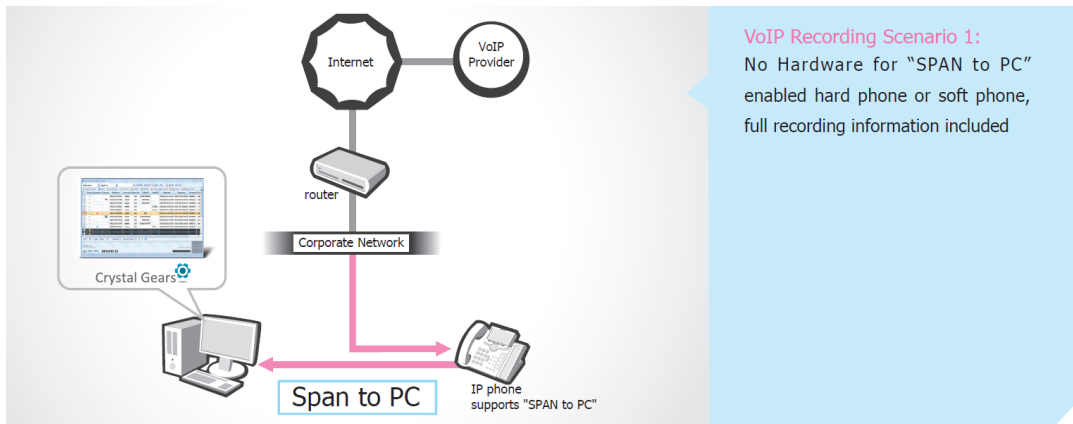 Internet
VoIP
Provider
router
Corporate Network
Crystal Gears
Span to PC
IP phone
supports "SPAN to PC"
VoIP Recording Scenario 1:
No Hardware for “SPAN to PC”
enabled hard phone or soft phone,
full recording information included